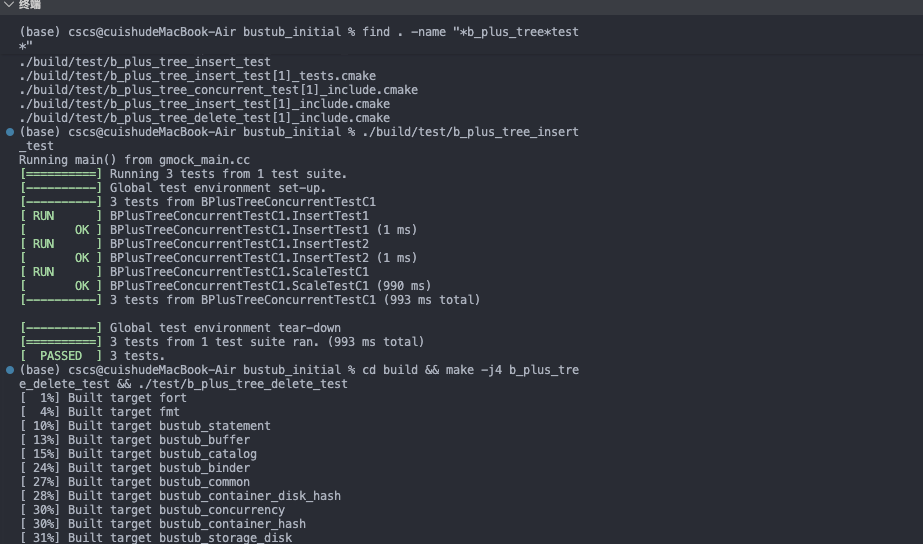 终端
(base) cscs@cuishudeMacBook-Air bustub_initial % find . -name "*b_plus_tree*test
*"
./build/test/b_plus_tree_insert_test
./build/test/b_plus_tree_insert_test[1]_tests.cmake
./build/test/b_plus_tree_concurrent_test[1]_include.cmake
./build/test/b_plus_tree_insert_test[1]_include.cmake
./build/test/b_plus_tree_delete_test[1]_include.cmake
(base) cscs@cuishudeMacBook-Air bustub_initial % ./build/test/b_plus_tree_insert
_test
Running main() from gmock_main.cc
[==========] Running 3 tests from 1 test suite.
[----------] Global test environment set-up.
[----------] 3 tests from BPlusTreeConcurrentTestC1
[ RUN      ] BPlusTreeConcurrentTestC1.InsertTest1
[       OK ] BPlusTreeConcurrentTestC1.InsertTest1 (1 ms)
[ RUN      ] BPlusTreeConcurrentTestC1.InsertTest2
[       OK ] BPlusTreeConcurrentTestC1.InsertTest2 (1 ms)
[ RUN      ] BPlusTreeConcurrentTestC1.ScaleTestC1
[       OK ] BPlusTreeConcurrentTestC1.ScaleTestC1 (990 ms)
[----------] 3 tests from BPlusTreeConcurrentTestC1 (993 ms total)
[----------] Global test environment tear-down
[==========] 3 tests from 1 test suite ran. (993 ms total)
[  PASSED  ] 3 tests.
(base) cscs@cuishudeMacBook-Air bustub_initial % cd build && make -j4 b_plus_tre
e_delete_test && ./test/b_plus_tree_delete_test
[  1%] Built target fort
[  4%] Built target fmt
[ 10%] Built target bustub_statement
[ 13%] Built target bustub_buffer
[ 15%] Built target bustub_catalog
[ 24%] Built target bustub_binder
[ 27%] Built target bustub_common
[ 28%] Built target bustub_container_disk_hash
[ 30%] Built target bustub_concurrency
[ 30%] Built target bustub_container_hash
[ 31%] Built target bustub_storage_disk